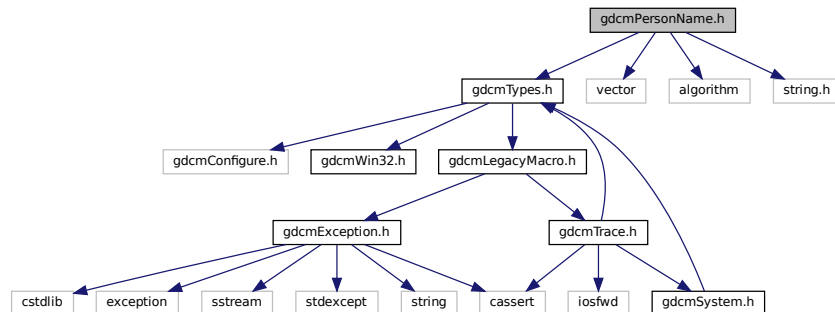 gdcmPersonName.h
gdcmTypes.h
vector
algorithm
string.h
gdcmConfigure.h
gdcmWin32.h
gdcmLegacyMacro.h
gdcmException.h
gdcmTrace.h
cstdlib
exception
sstream
stdexcept
string
cassert
iosfwd
gdcmSystem.h